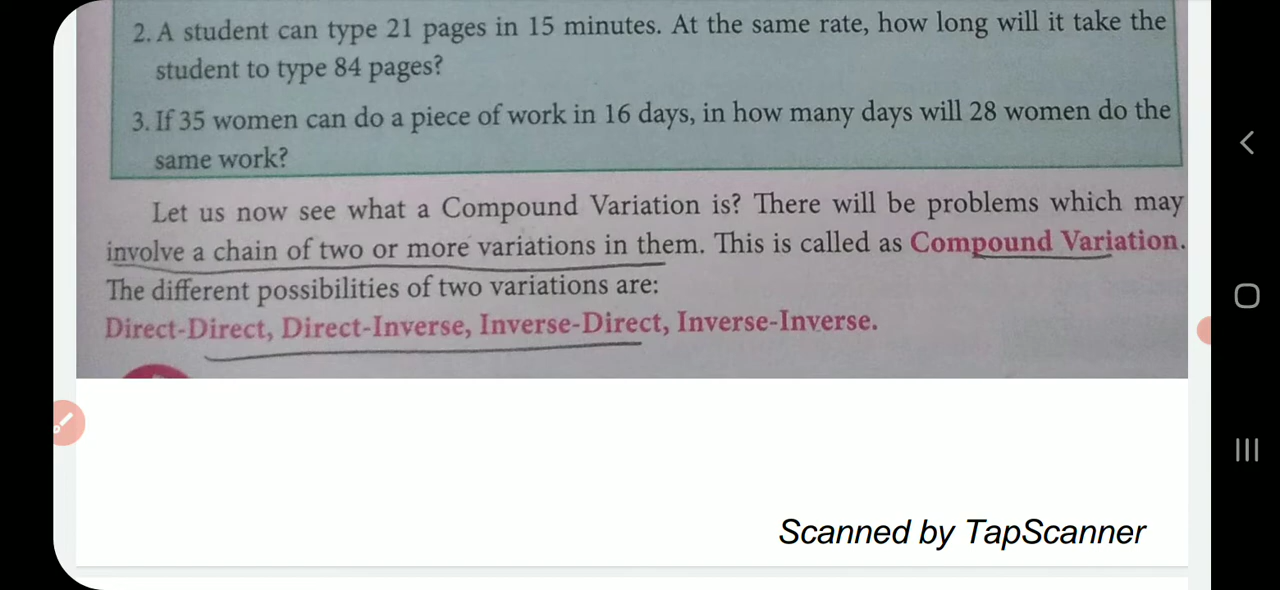 2. A student can type 21 pages in 15 minutes. At the same rate, how long will it take the
student to type 84 pages?
3. If 35 women can do a piece of work in 16 days, in how many days will 28 women do the
same work?
Let us now see what a Compound Variation is? There will be problems which may
involve a chain of two or more variations in them. This is called as Compound Variation.
The different possibilities of two variations are:
Direct-Direct, Direct-Inverse, Inverse-Direct, Inverse-Inverse.
Scanned by TapScanner